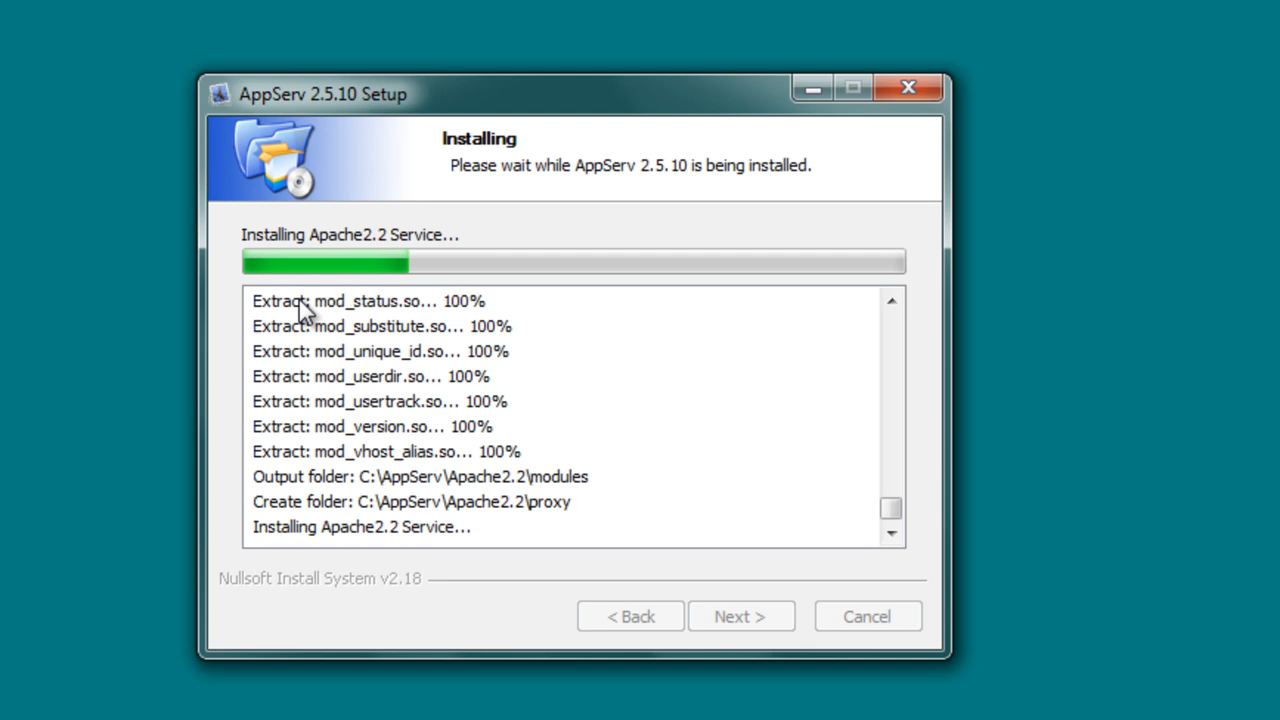 AppServ 2.5.10 Setup
Installing
Please wait while AppServ 2.5.10 is being installed.
Installing Apache2.2 Service...
Extract: mod_status.so... 100%
Extract: mod_substitute.so... 100%
Extract: mod_unique_id.so... 100%
Extract: mod_userdir.so... 100%
Extract: mod_usertrack.so... 100%
Extract: mod_version.so... 100%
Extract: mod_vhost_alias.so... 100%
Output folder: C:\AppServ\Apache2.2\modules
Create folder: C:\AppServ\Apache2.2\proxy
Installing Apache2.2 Service...
Nullsoft Install System v2.18
< Back Next > Cancel